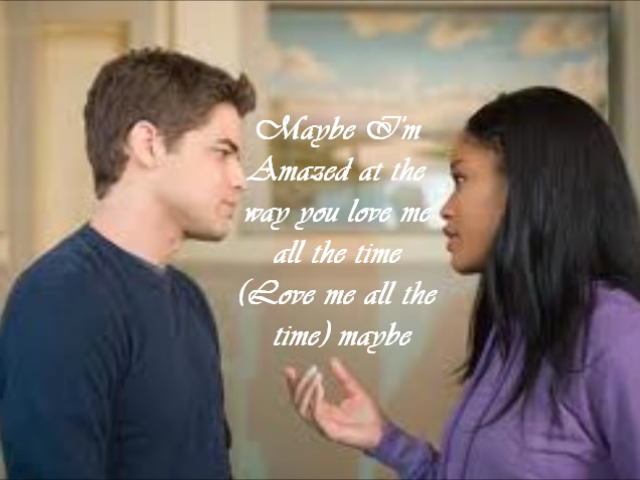 Maybe I'm
Amazed at the
way you love me
all the time
(Love me all the
time) maybe